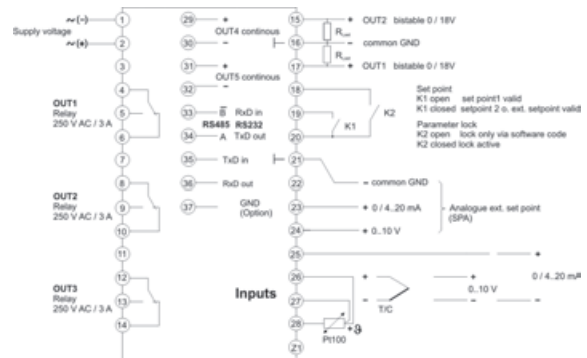 ~(-)
Supply voltage
~(+)
1
2
3
4
OUT1
Relay
250 V AC / 3 A
5
6
7
8
OUT2
Relay
250 V AC / 3 A
9
10
11
12
OUT3
Relay
250 V AC / 3 A
13
14
29 +
OUT4 continous
30 −
31 +
OUT5 continous
32 −
33 B RxD in
RS485 RS232
34 A TxD out
35 TxD in
36 RxD out
37 GND
(Option)
Inputs
15 + OUT2 bistable 0 / 18V
RLast
16 − common GND
RLast
17 + OUT1 bistable 0 / 18V
18
19
20
K1
K2
Set point
K1 open set point1 valid
K1 closed setpoint 2 o. ext. setpoint valid
Parameter lock
K2 open lock only via software code
K2 closed lock active
21
22 − common GND
23 + 0 / 4..20 mA
24 + 0..10 V
Analogue ext. set point
(SPA)
25 +
26 + +
0 / 4..20 mA
0..10 V
27 − − −
T/C
28 +ϑ
Pt100
Z1